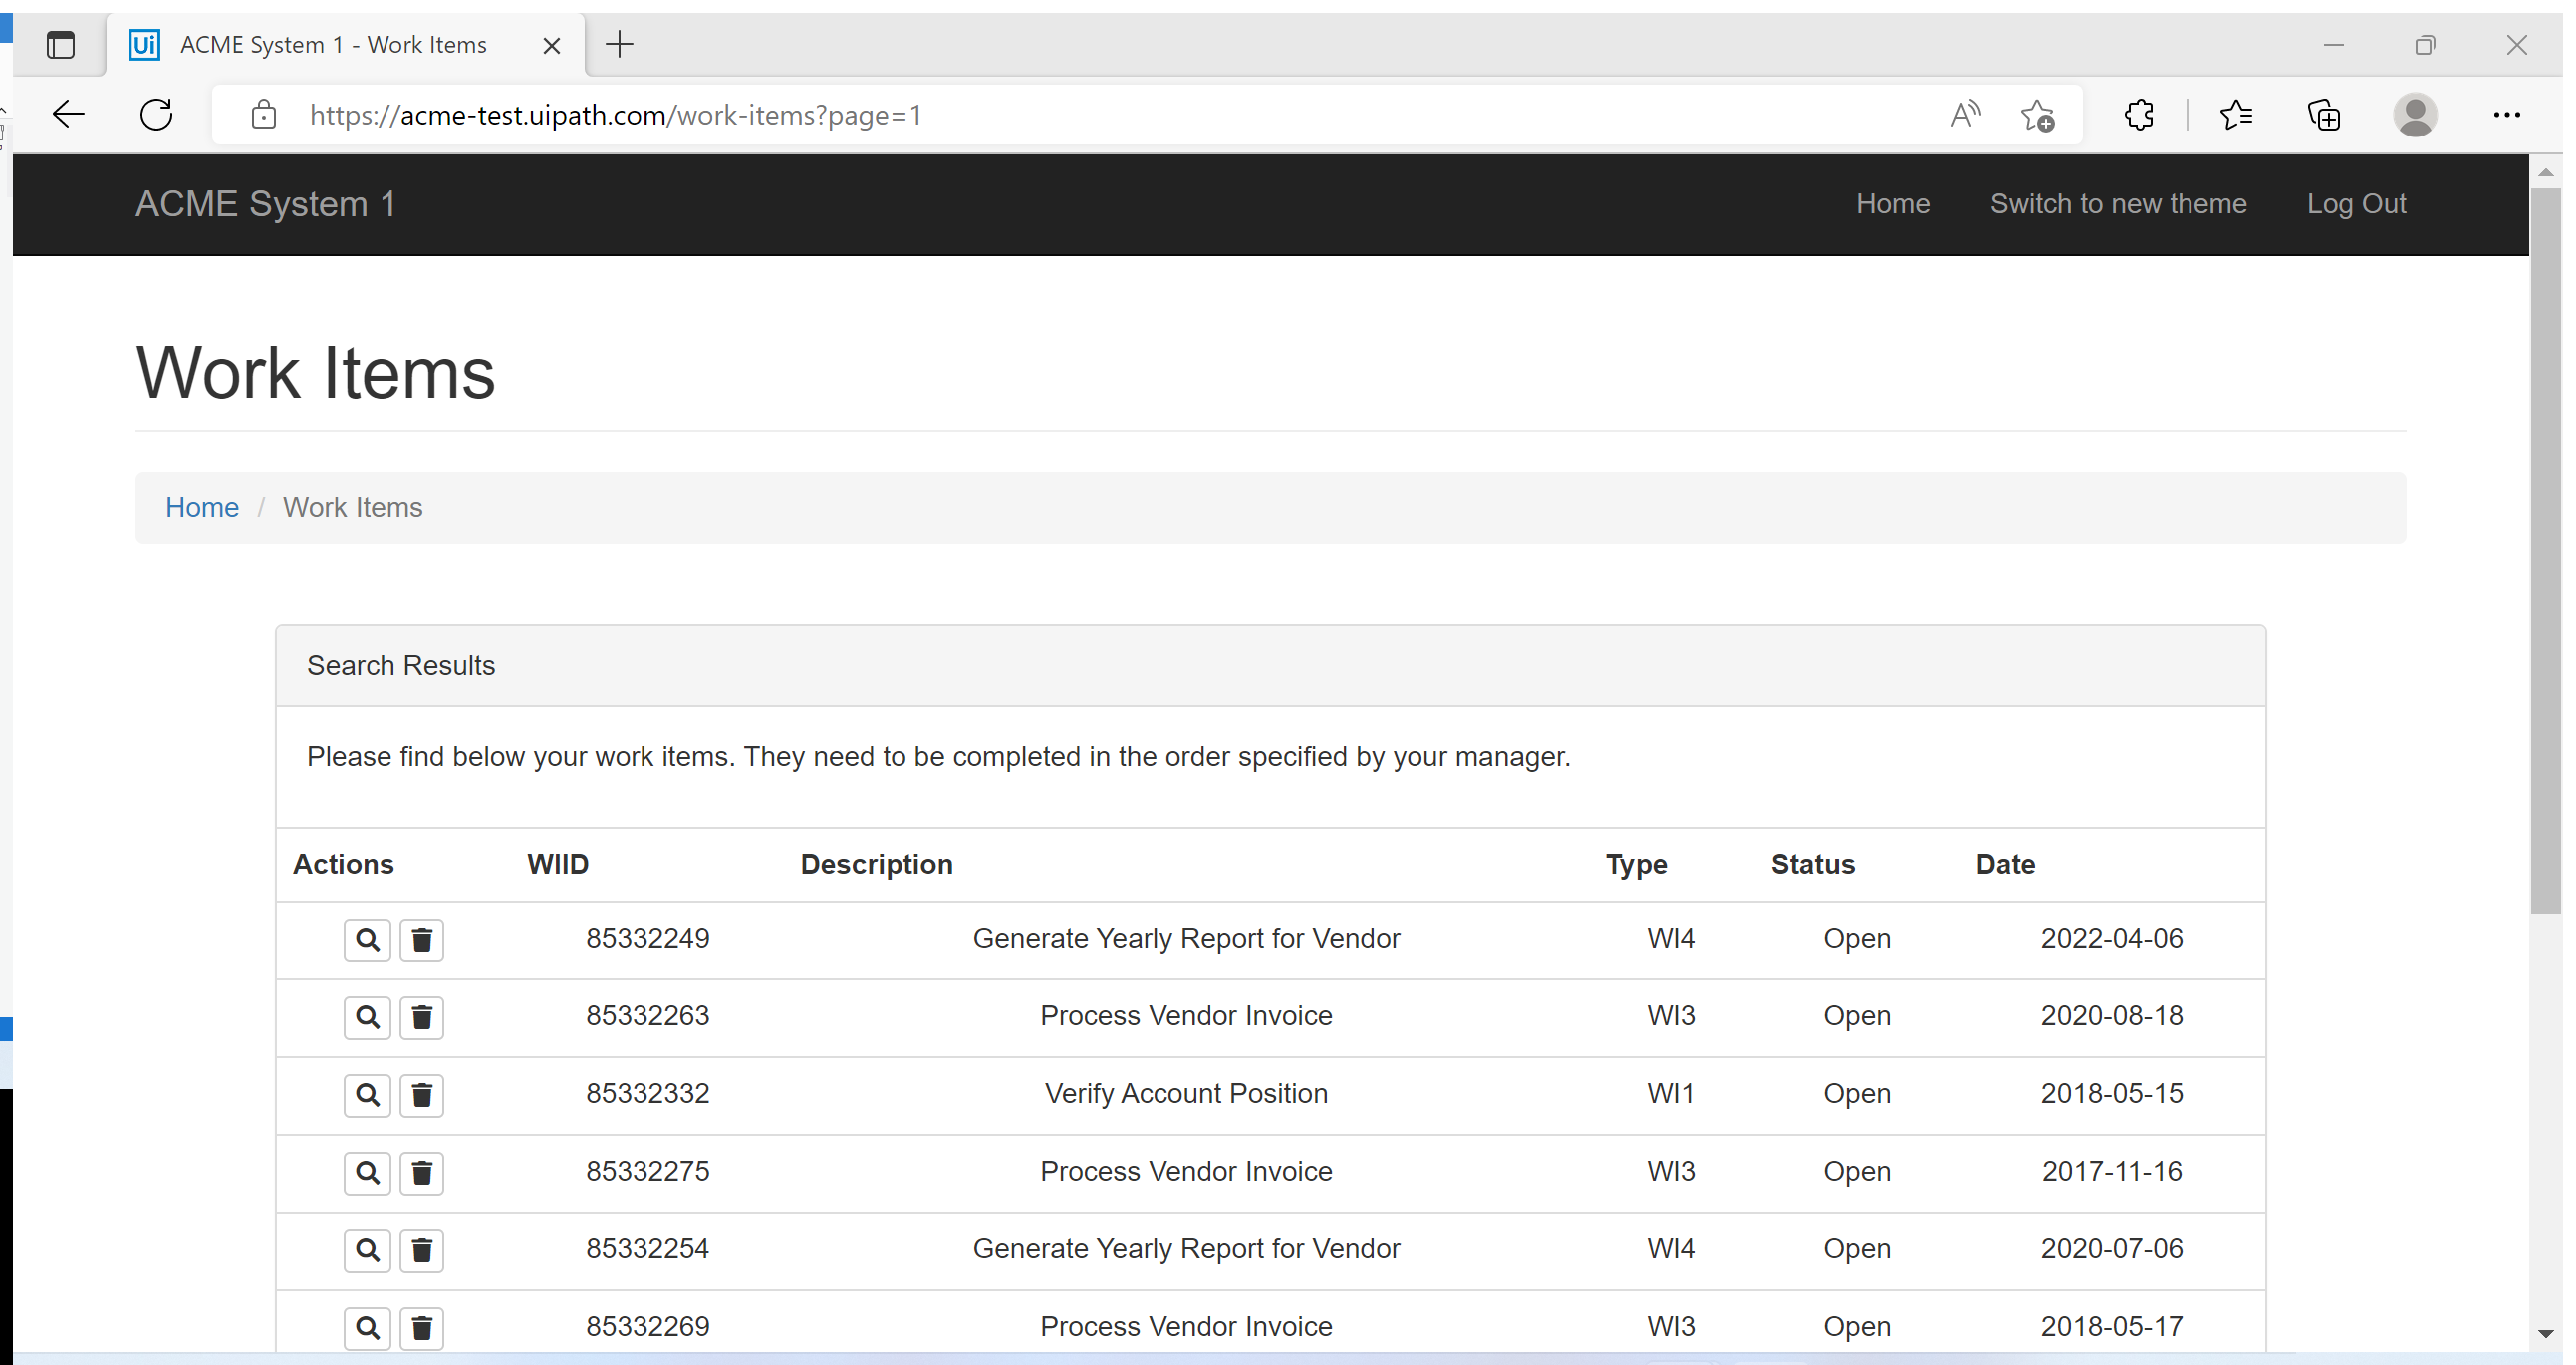 Ui ACME System 1 - Work Items
https://acme-test.uipath.com/work-items?page=1
ACME System 1 Home Switch to new theme Log Out
Work Items
Home / Work Items
Search Results
Please find below your work items. They need to be completed in the order specified by your manager.
Actions WIID Description Type Status Date
85332249 Generate Yearly Report for Vendor WI4 Open 2022-04-06
85332263 Process Vendor Invoice WI3 Open 2020-08-18
85332332 Verify Account Position WI1 Open 2018-05-15
85332275 Process Vendor Invoice WI3 Open 2017-11-16
85332254 Generate Yearly Report for Vendor WI4 Open 2020-07-06
85332269 Process Vendor Invoice WI3 Open 2018-05-17